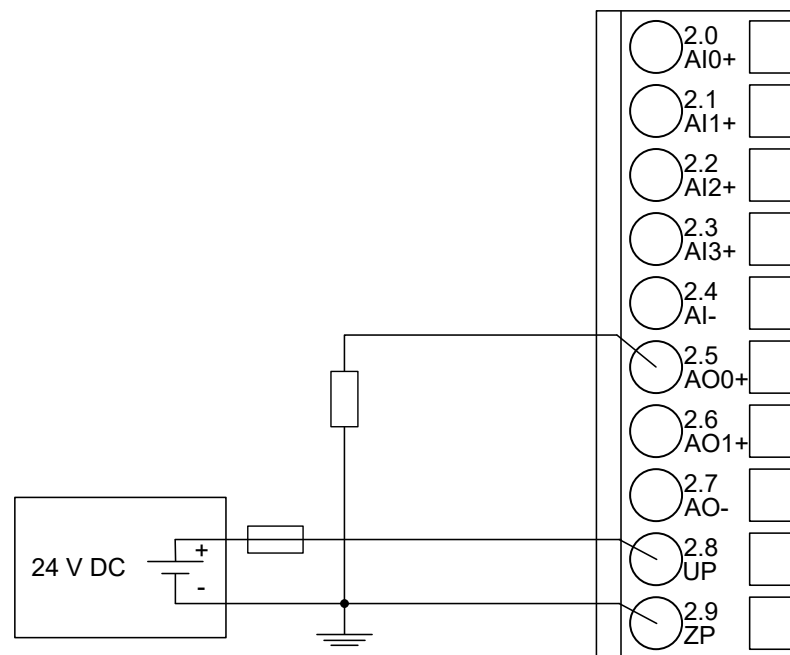 2.0
AI0+
2.1
AI1+
2.2
AI2+
2.3
AI3+
2.4
AI-
2.5
AO0+
2.6
AO1+
2.7
AO-
24 V DC
+
-
2.8
UP
2.9
ZP